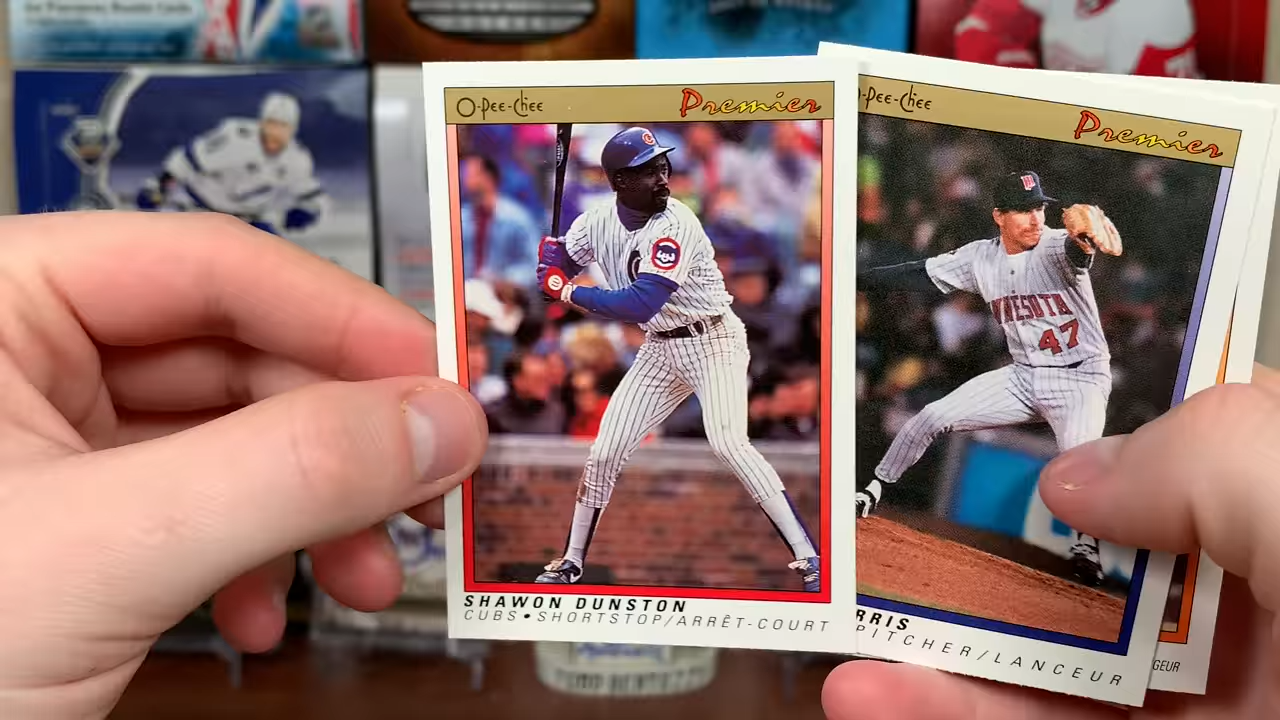 O-Pee-Chee Premier
SHAWON DUNSTON
CUBS • SHORTSTOP/ARRÊT-COURT
-Pee-Chee Premier
MINNESOTA
47
RRIS
PITCHER/LANCEUR
GEUR